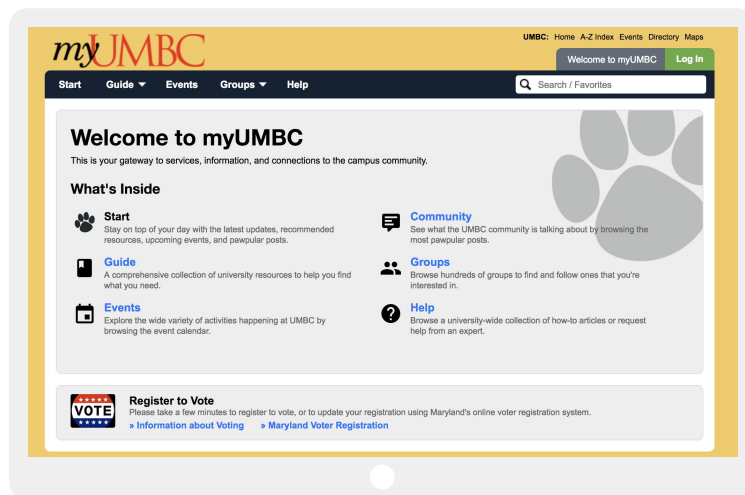 myUMBC
UMBC: Home A-Z Index Events Directory Maps
Welcome to myUMBC Log In
Start Guide Events Groups Help Search / Favorites
Welcome to myUMBC
This is your gateway to services, information, and connections to the campus community.
What's Inside
Start
Stay on top of your day with the latest updates, recommended
resources, upcoming events, and pawpular posts.
Community
See what the UMBC community is talking about by browsing the
most pawpular posts.
Guide
A comprehensive collection of university resources to help you find
what you need.
Groups
Browse hundreds of groups to find and follow ones that you're
interested in.
Events
Explore the wide variety of activities happening at UMBC by
browsing the event calendar.
Help
Browse a university-wide collection of how-to articles or request
help from an expert.
VOTE
Register to Vote
Please take a few minutes to register to vote, or to update your registration using Maryland's online voter registration system.
» Information about Voting » Maryland Voter Registration